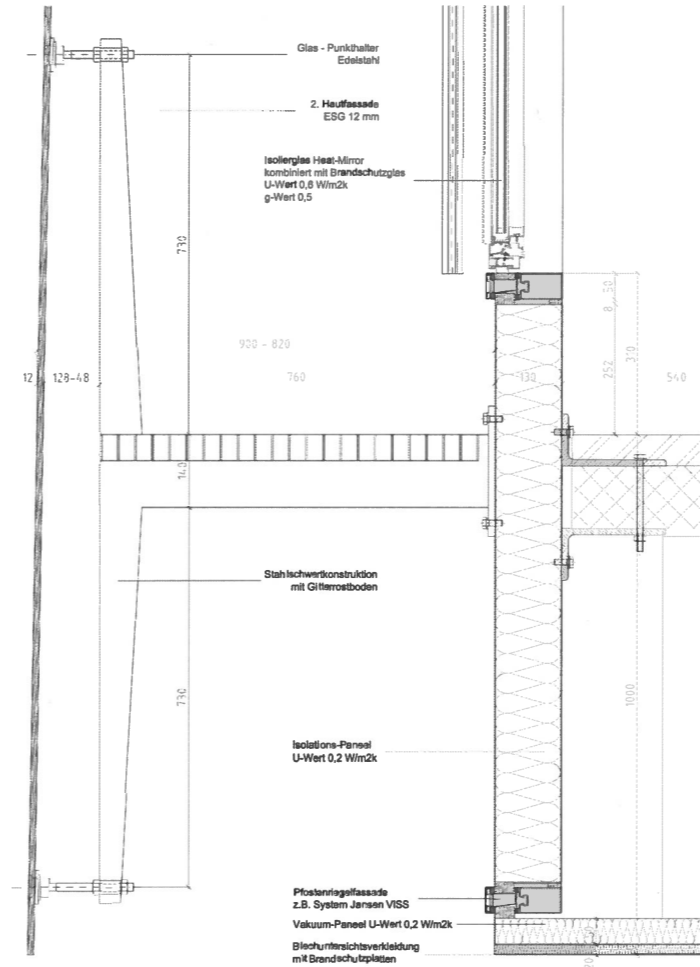 Glas - Punkthalter
Edelstahl
2. Hautfassade
ESG 12 mm
Isolierglas Heat-Mirror
kombiniert mit Brandschutzglas
U-Wert 0,6 W/m2k
g-Wert 0,5
730
50
8
310
252
900 - 820
12
128-48
760
130
540
140
Stahlschwertkonstruktion
mit Gitterrostboden
730
1000
Isolations-Paneel
U-Wert 0,2 W/m2k
Pfostenriegelfassade
z.B. System Jansen VISS
Vakuum-Paneel U-Wert 0,2 W/m2k
Blechuntersichtsverkleidung
mit Brandschutzplatten